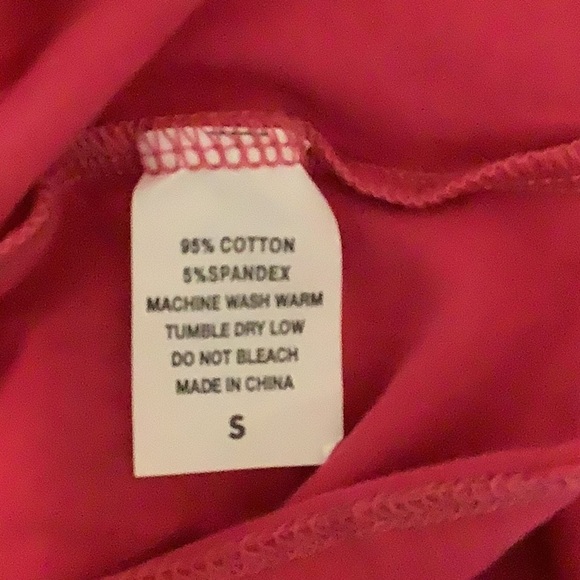 95% COTTON
5%SPANDEX
MACHINE WASH WARM
TUMBLE DRY LOW
DO NOT BLEACH
MADE IN CHINA
S